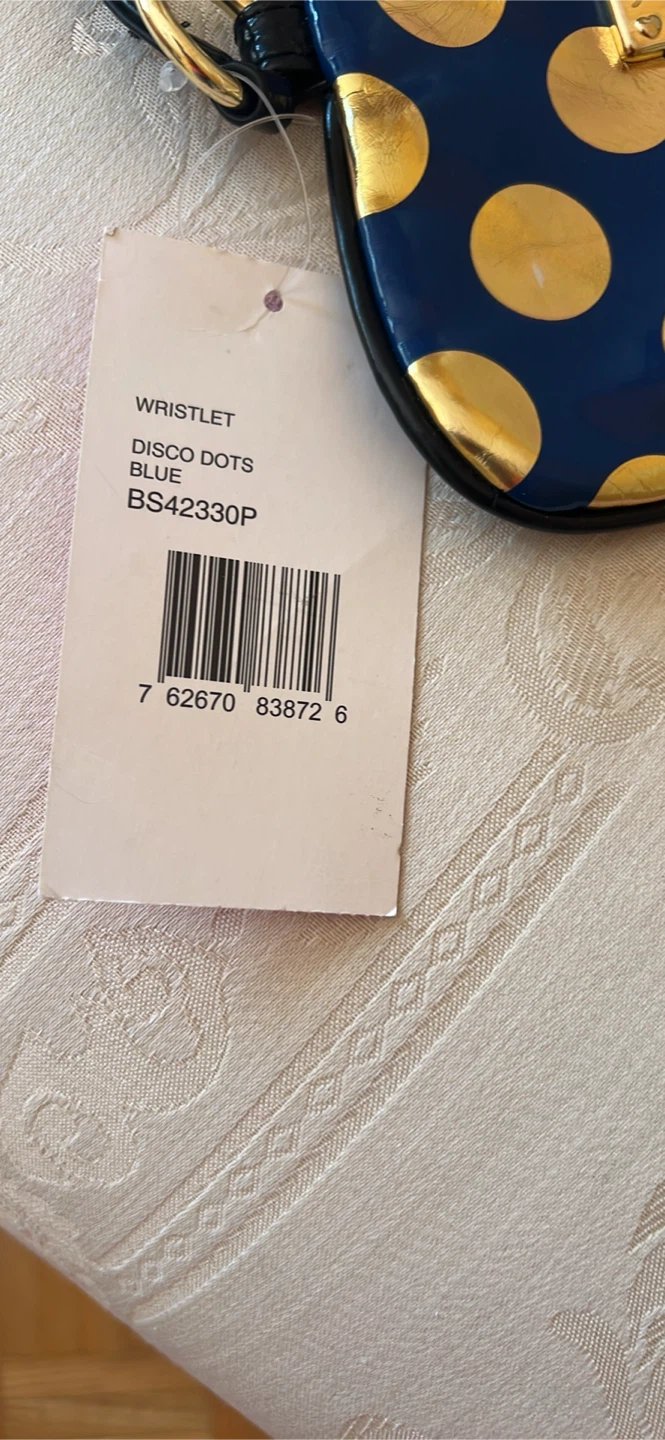 WRISTLET
DISCO DOTS
BLUE
BS42330P
7 62670 83872 6